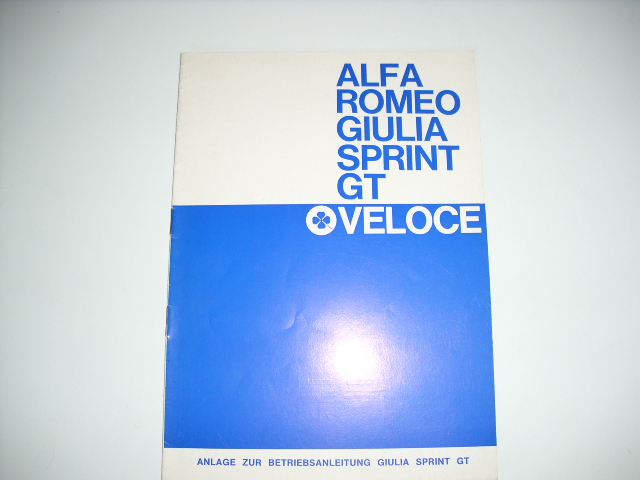 ALFA
ROMEO
GIULIA
SPRINT
GT
VELOCE
ANLAGE ZUR BETRIEBSANLEITUNG GIULIA SPRINT GT